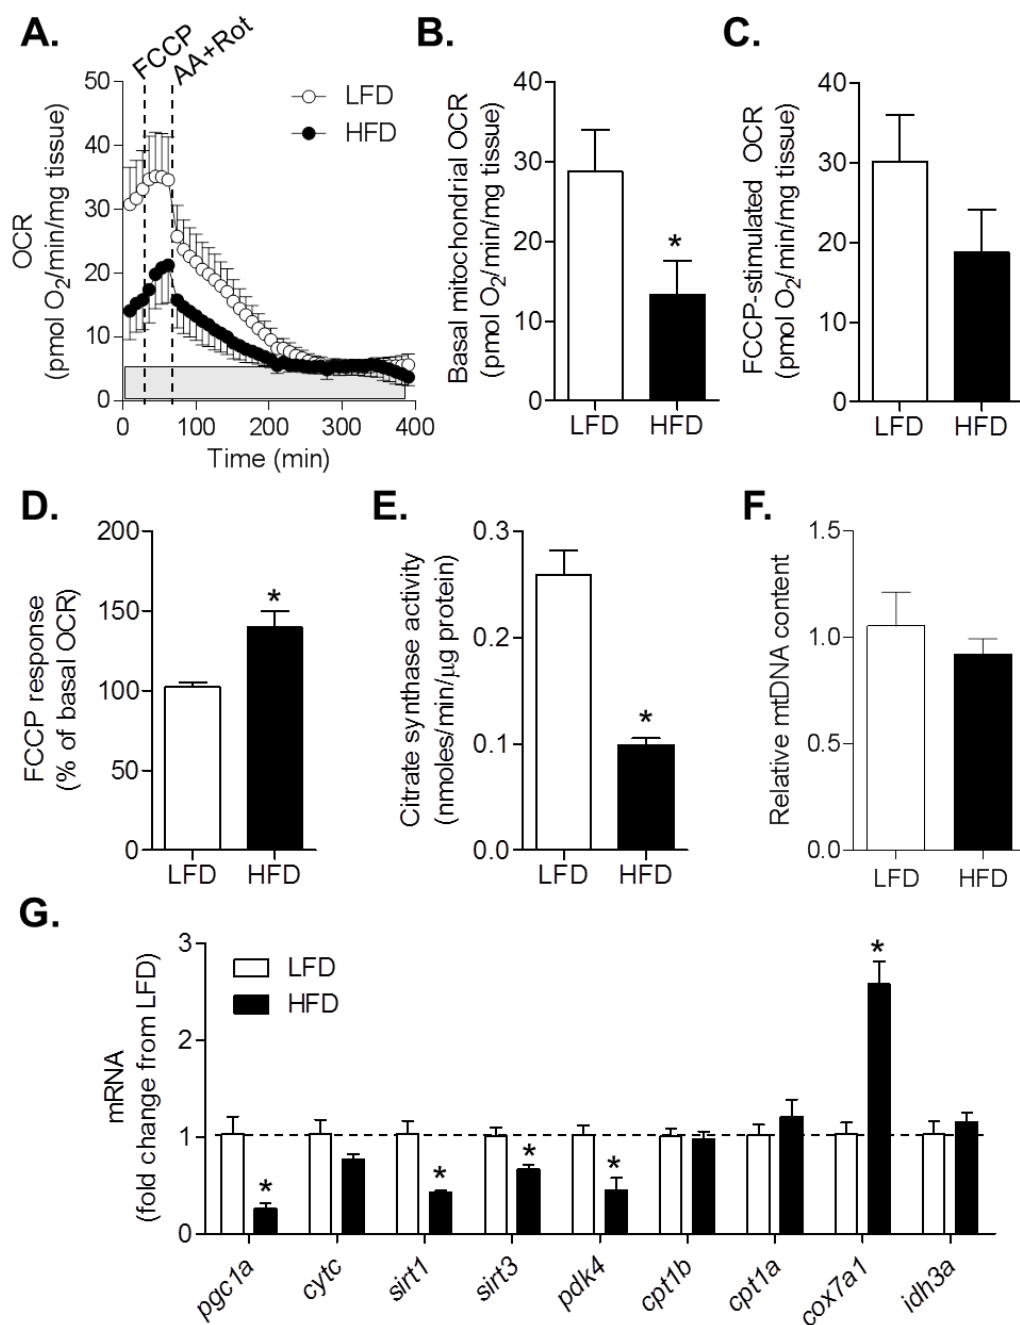 A.
FCCP
AA+Rot
50
40
30
20
10
0
OCR
(pmol O2/min/mg tissue)
LFD
HFD
0 100 200 300 400
Time (min)
B.
40
30
20
10
0
Basal mitochondrial OCR
(pmol O2/min/mg tissue)
*
LFD HFD
C.
40
30
20
10
0
FCCP-stimulated OCR
(pmol O2/min/mg tissue)
LFD HFD
D.
200
150
100
50
0
FCCP response
(% of basal OCR)
*
LFD HFD
E.
0.3
0.2
0.1
0.0
Citrate synthase activity
(nmoles/min/µg protein)
*
LFD HFD
F.
1.5
1.0
0.5
0.0
Relative mtDNA content
LFD HFD
G.
3
2
1
0
mRNA
(fold change from LFD)
LFD
HFD
* * * * *
pgc1a cytc sirt1 sirt3 pdk4 cpt1b cpt1a cox7a1 idh3a